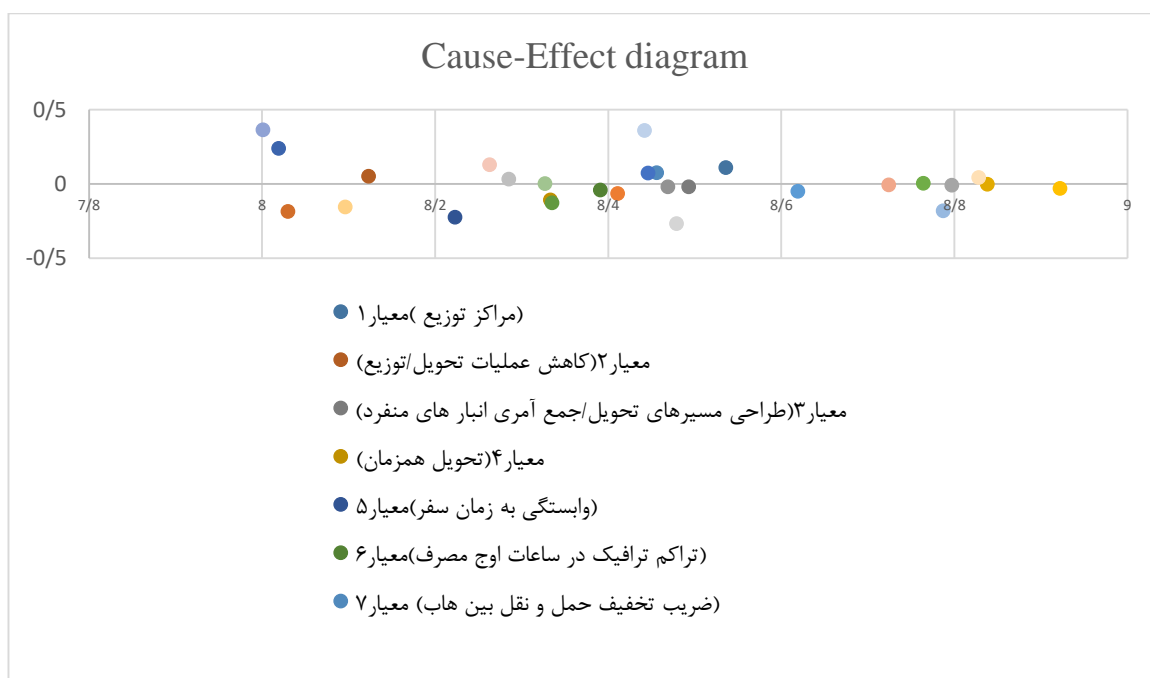 Cause-Effect diagram
0/5
0
-0/5
7/8 8 8/2 8/4 8/6 8/8 9
معیار۱( مراکز توزیع)
معیار۲(کاهش عملیات تحویل/توزیع)
معیار۳(طراحی مسیرهای تحویل/جمع آمری انبار های منفرد)
معیار۴(تحویل همزمان)
معیار۵(وابستگی به زمان سفر)
معیار۶(تراکم ترافیک در ساعات اوج مصرف)
معیار۷ (ضریب تخفیف حمل و نقل بین هاب)